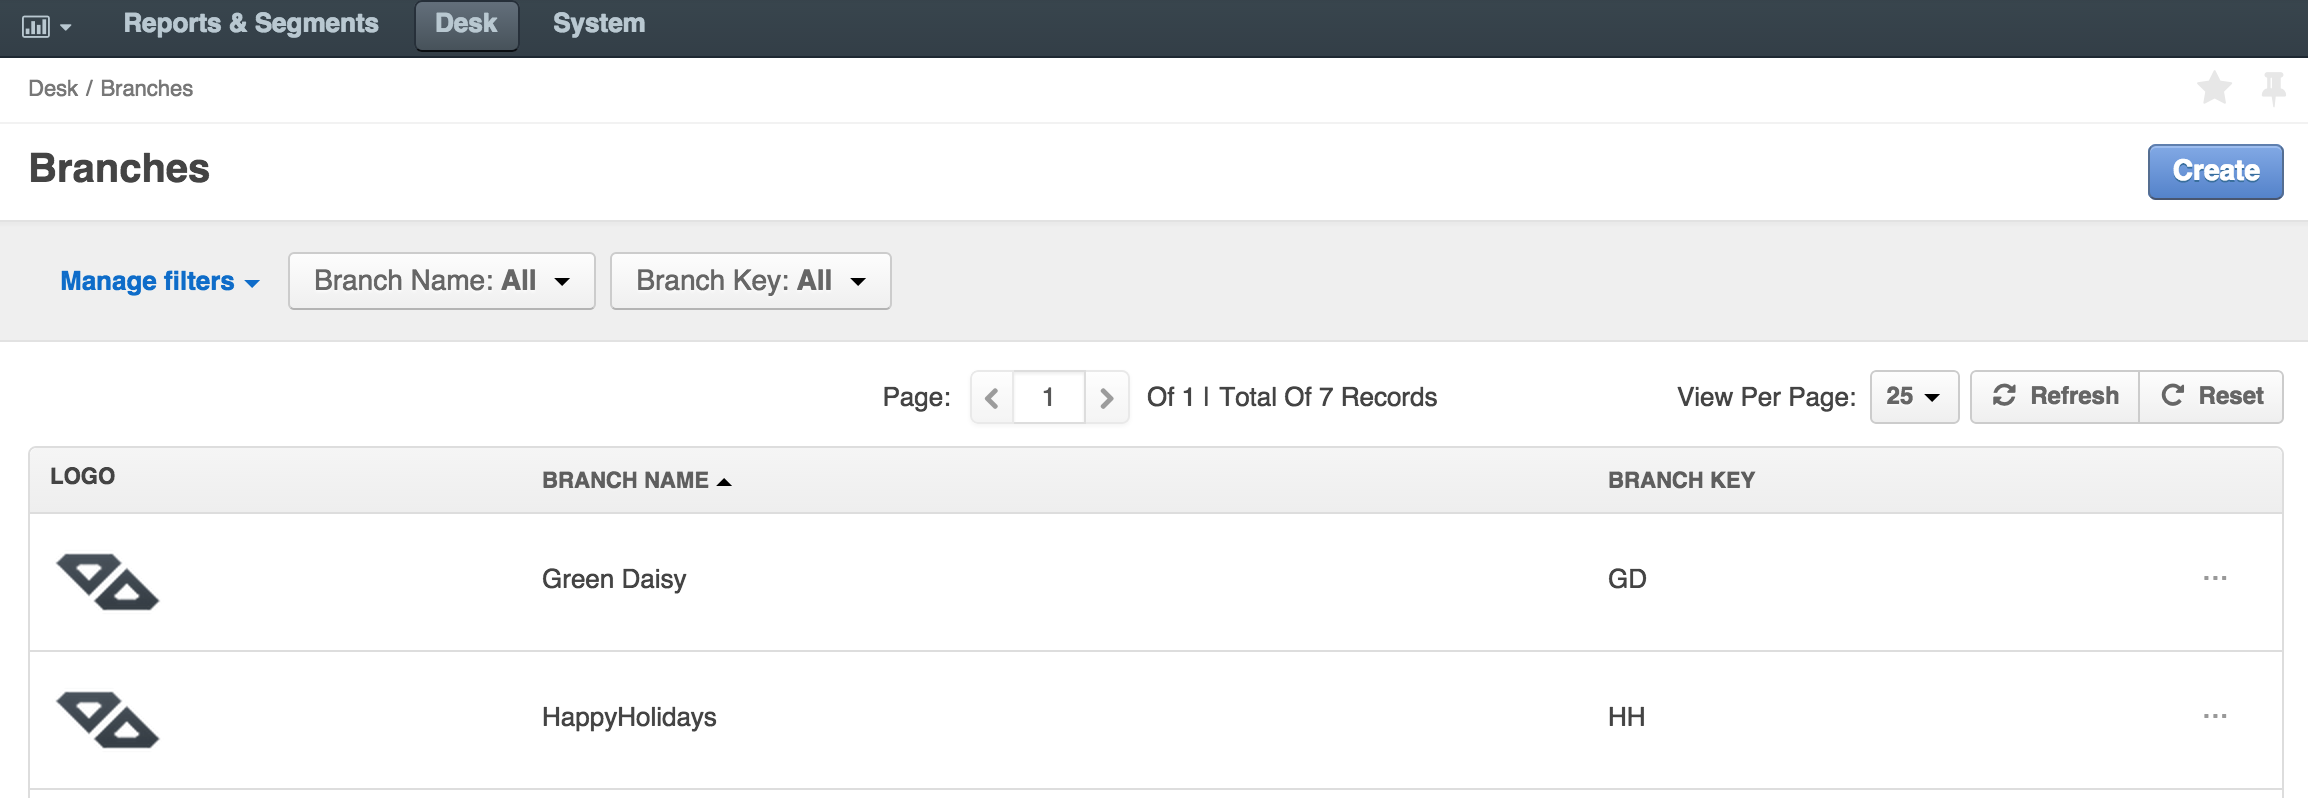 Reports & Segments Desk System
Desk / Branches
Branches
Create
Manage filters Branch Name: All Branch Key: All
Page: 1 Of 1 | Total Of 7 Records View Per Page: 25 Refresh Reset
LOGO BRANCH NAME BRANCH KEY
Green Daisy GD ...
HappyHolidays HH ...